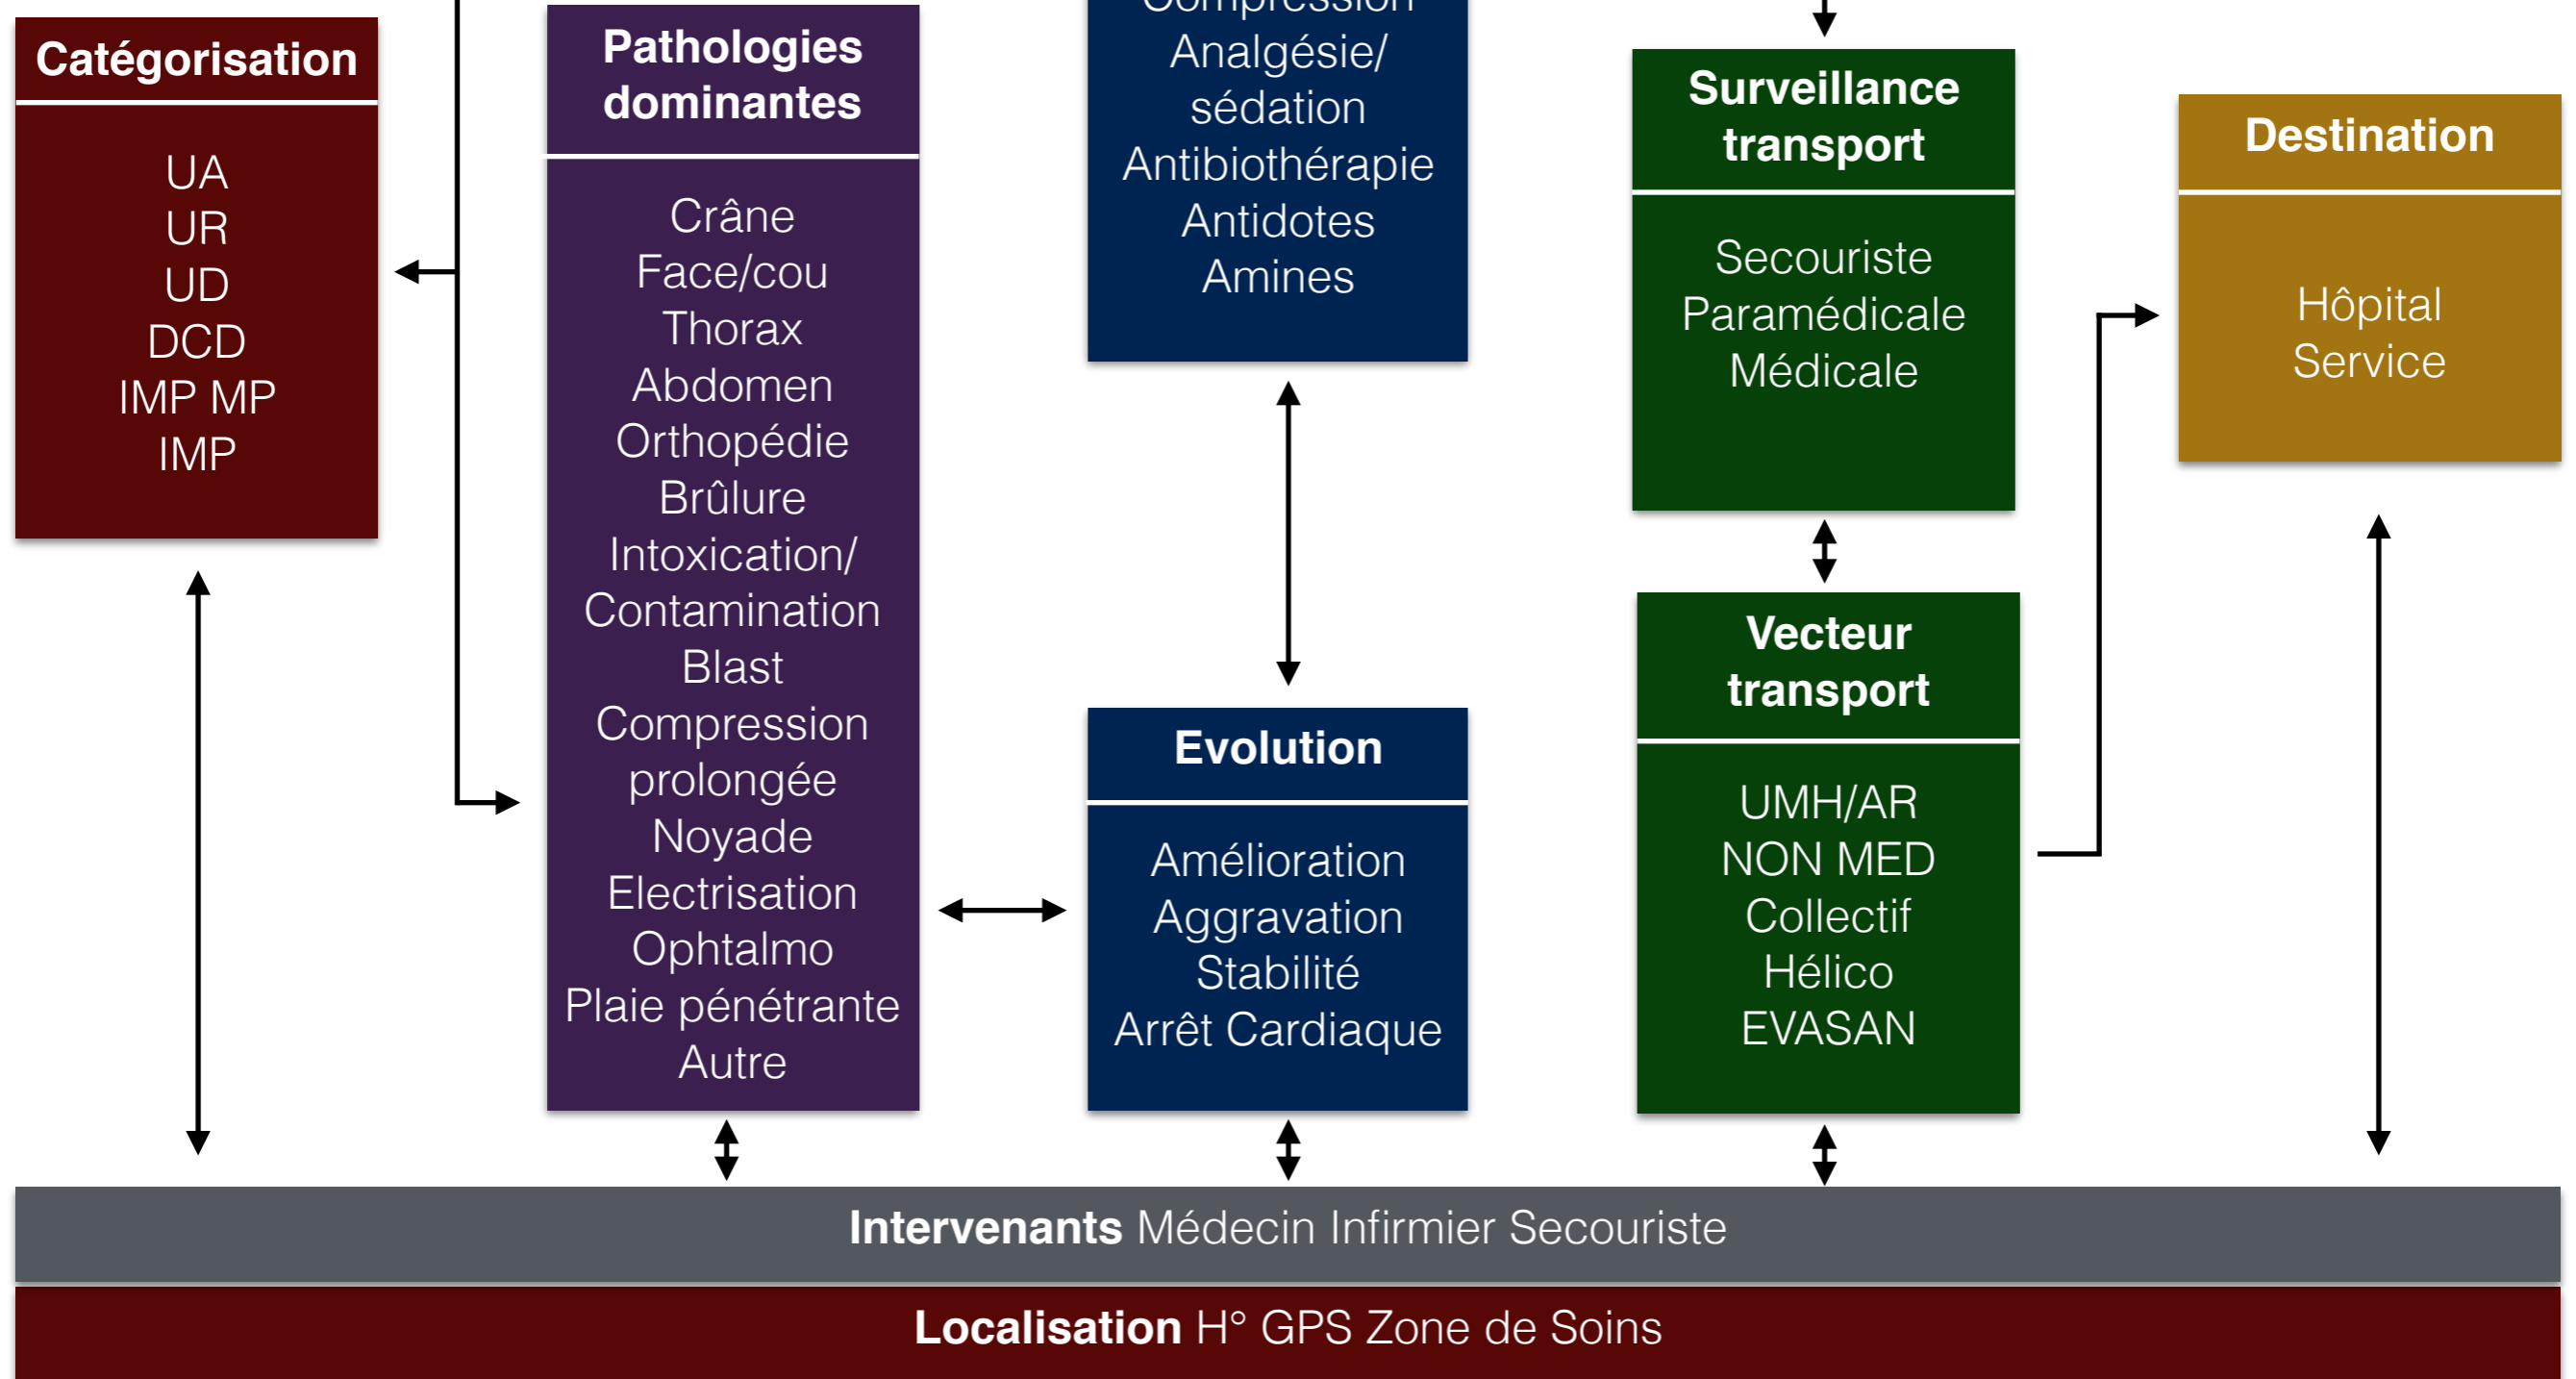 Catégorisation
UA
UR
UD
DCD
IMP MP
IMP
Pathologies
dominantes
Crâne
Face/cou
Thorax
Abdomen
Orthopédie
Brûlure
Intoxication/
Contamination
Blast
Compression
prolongée
Noyade
Electrisation
Ophtalmo
Plaie pénétrante
Autre
Compression
Analgésie/
sédation
Antibiothérapie
Antidotes
Amines
Evolution
Amélioration
Aggravation
Stabilité
Arrêt Cardiaque
Surveillance
transport
Secouriste
Paramédicale
Médicale
Vecteur
transport
UMH/AR
NON MED
Collectif
Hélico
EVASAN
Destination
Hôpital
Service
Intervenants Médecin Infirmier Secouriste
Localisation H° GPS Zone de Soins